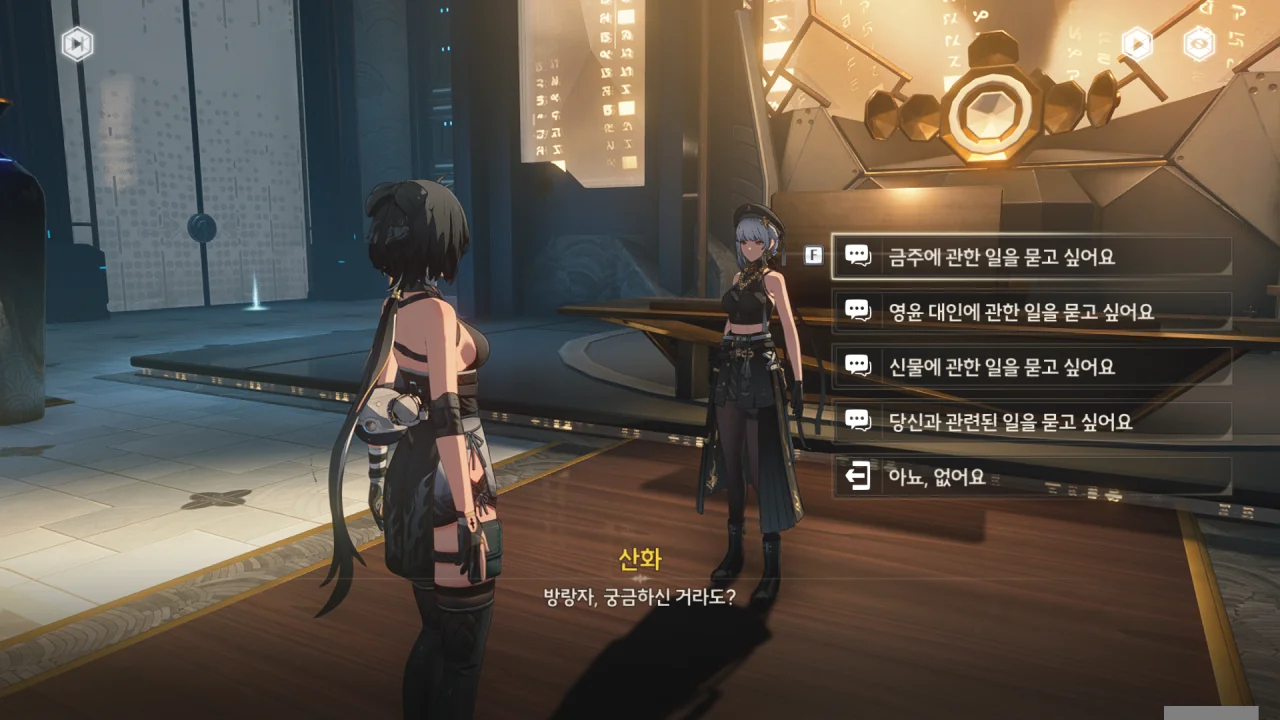 F
금주에 관한 일을 묻고 싶어요
영윤 대인에 관한 일을 묻고 싶어요
신물에 관한 일을 묻고 싶어요
당신과 관련된 일을 묻고 싶어요
아뇨, 없어요
산화
방랑자, 궁금하신 거라도?